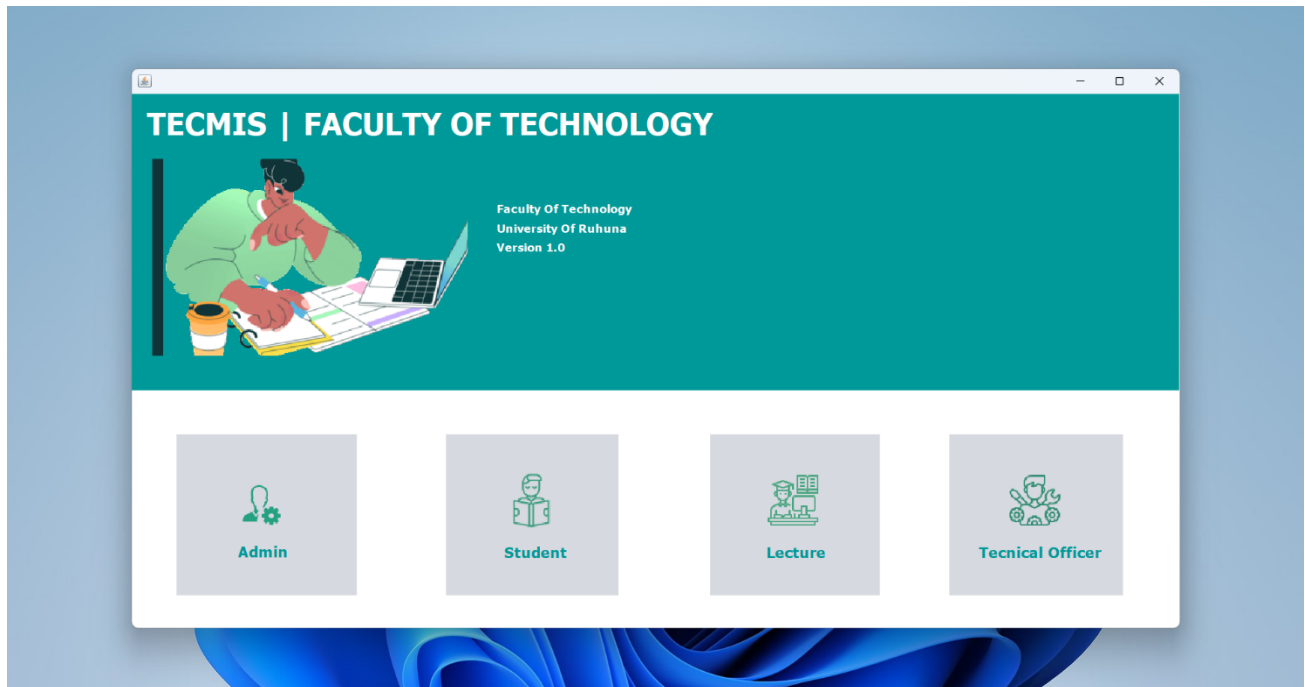 TECMIS | FACULTY OF TECHNOLOGY
Faculty Of Technology
University Of Ruhuna
Version 1.0
Admin
Student
Lecture
Tecnical Officer